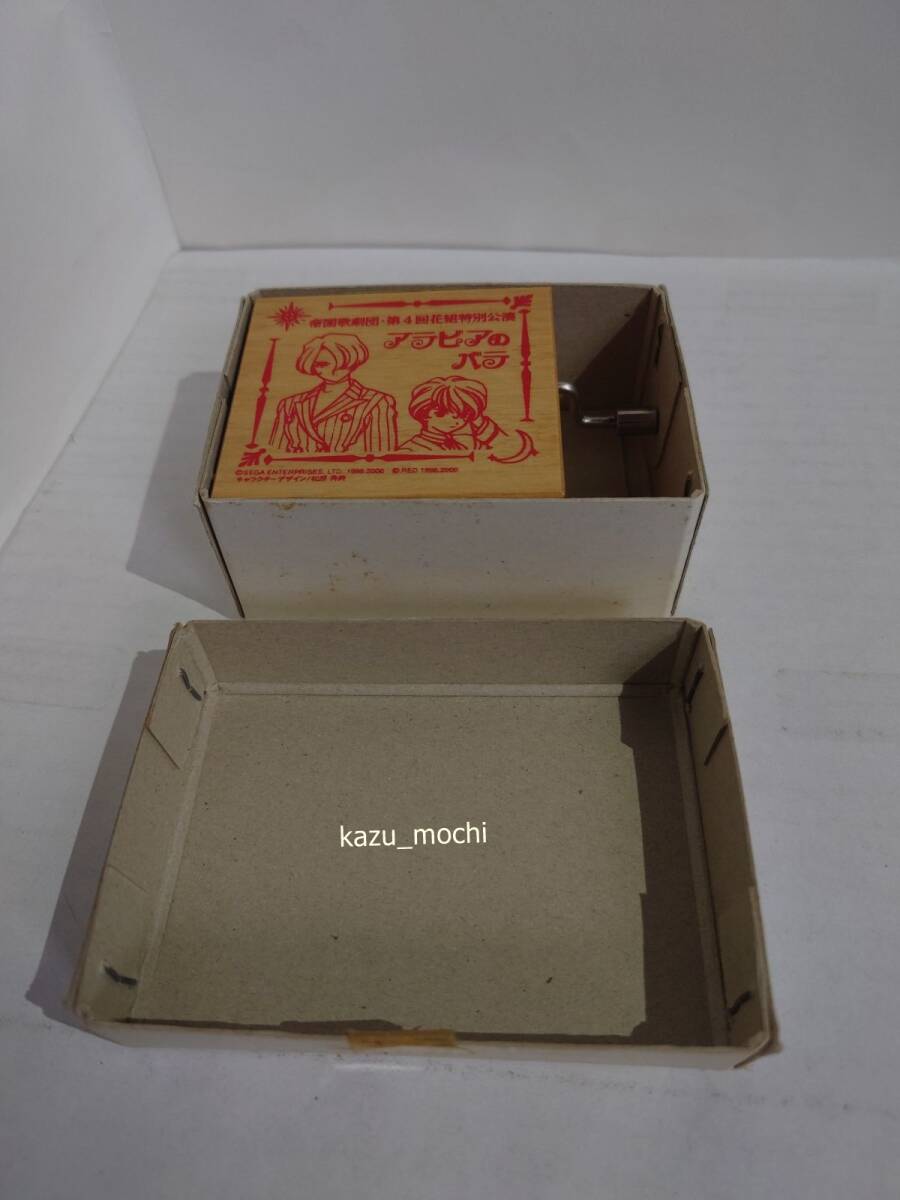 帝国歌劇団・第4回花組特別公演
アラビアの
バラ
©SEGA ENTERPRISES, LTD. 1996,2000 ©RED 1996,2000
キャラクターデザイン/松原 秀典
kazu_mochi